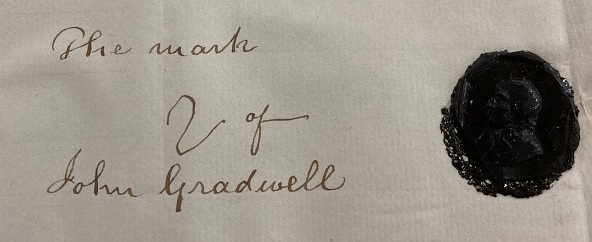 The mark
of
John Gradwell